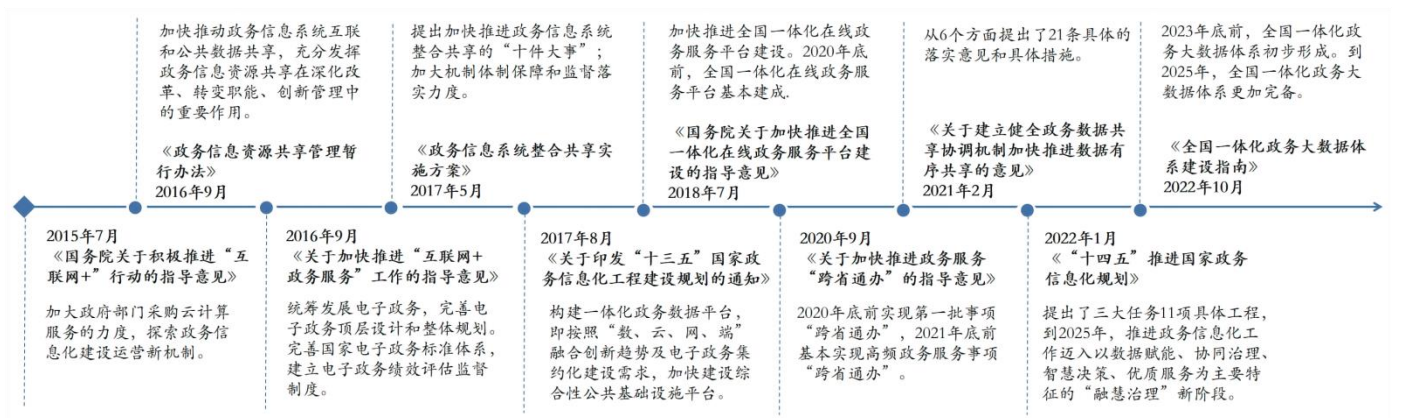 加快推动政务信息系统互联
和公共数据共享，充分发挥
政务信息资源共享在深化改
革、转变职能、创新管理中
的重要作用。
《政务信息资源共享管理暂
行办法》
2016年9月
提出加快推进政务信息系统
整合共享的“十件大事”；
加大机制体制保障和监督落
实力度。
《政务信息系统整合共享实
施方案》
2017年5月
加快推进全国一体化在线政
务服务平台建设。2020年底
前，全国一体化在线政务服
务平台基本建成.
《国务院关于加快推进全国
一体化在线政务服务平台建
设的指导意见》
2018年7月
从6个方面提出了21条具体的
落实意见和具体措施。
《关于建立健全政务数据共
享协调机制加快推进数据有
序共享的意见》
2021年2月
2023年底前，全国一体化政
务大数据体系初步形成。到
2025年，全国一体化政务大
数据体系更加完备。
《全国一体化政务大数据体
系建设指南》
2022年10月
2015年7月
《国务院关于积极推进“互
联网+”行动的指导意见》
加大政府部门采购云计算
服务的力度，探索政务信
息化建设运营新机制。
2016年9月
《关于加快推进“互联网+
政务服务”工作的指导意见》
统筹发展电子政务，完善电
子政务顶层设计和整体规划。
完善国家电子政务标准体系，
建立电子政务绩效评估监督
制度。
2017年8月
《关于印发“十三五”国家政
务信息化工程建设规划的通知》
构建一体化政务数据平台，
即按照“数、云、网、端”
融合创新趋势及电子政务集
约化建设需求，加快建设综
合性公共基础设施平台。
2020年9月
《关于加快推进政务服务
“跨省通办”的指导意见》
2020年底前实现第一批事项
“跨省通办”，2021年底前
基本实现高频政务服务事项
“跨省通办”。
2022年1月
《“十四五”推进国家政务
信息化规划》
提出了三大任务11项具体工程，
到2025年，推进政务信息化工
作迈入以数据赋能、协同治理、
智慧决策、优质服务为主要特
征的“融慧治理”新阶段。